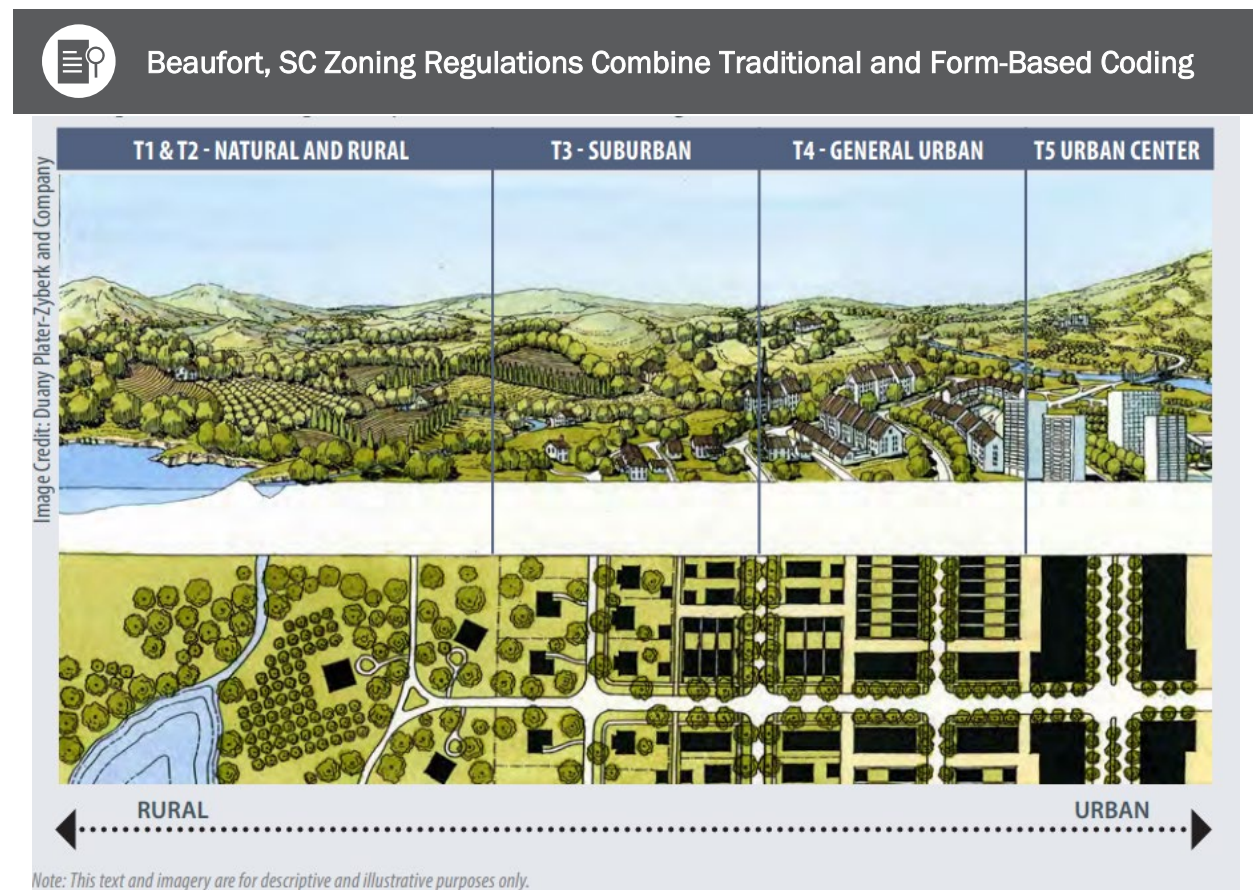 Beaufort, SC Zoning Regulations Combine Traditional and Form-Based Coding
T1 & T2 - NATURAL AND RURAL
T3 - SUBURBAN
T4 - GENERAL URBAN
T5 URBAN CENTER
Image Credit: Duany Plater-Zyberk and Company
RURAL
URBAN
Note: This text and imagery are for descriptive and illustrative purposes only.